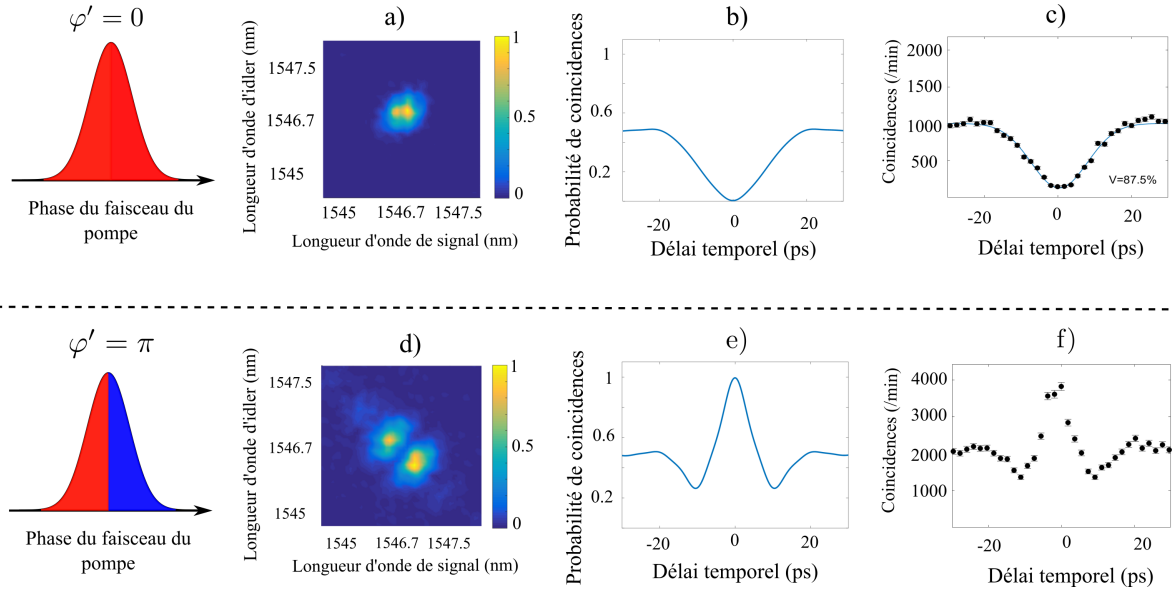 φ′ = 0
Phase du faisceau du
pompe
a)
Longueur d'onde d'idler (nm)
1547.5
1546.7
1545
1545 1546.7 1547.5
Longueur d'onde de signal (nm)
1
0.5
0
b)
Probabilité de coincidences
1
0.6
0.2
-20 0 20
Délai temporel (ps)
c)
Coincidences (/min)
2000
1500
1000
500
V=87.5%
-20 0 20
Délai temporel (ps)
φ′ = π
Phase du faisceau du
pompe
d)
Longueur d'onde d'idler (nm)
1547.5
1546.7
1545
1545 1546.7 1547.5
Longueur d'onde de signal (nm)
1
0.5
0
e)
Probabilité de coincidences
1
0.6
0.2
-20 0 20
Délai temporel (ps)
f)
Coincidences (/min)
4000
3000
2000
1000
-20 0 20
Délai temporel (ps)